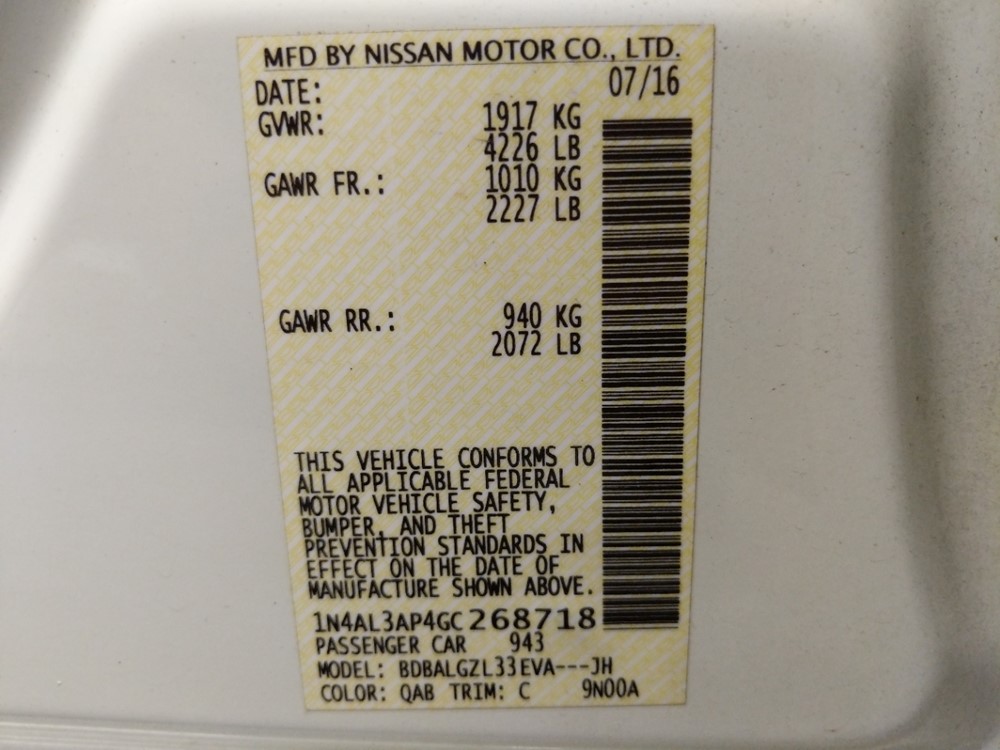 MFD BY NISSAN MOTOR CO., LTD.
DATE: 07/16
GVWR: 1917 KG
4226 LB
GAWR FR.: 1010 KG
2227 LB
GAWR RR.: 940 KG
2072 LB
THIS VEHICLE CONFORMS TO
ALL APPLICABLE FEDERAL
MOTOR VEHICLE SAFETY,
BUMPER, AND THEFT
PREVENTION STANDARDS IN
EFFECT ON THE DATE OF
MANUFACTURE SHOWN ABOVE.
1N4AL3AP4GC268718
PASSENGER CAR 943
MODEL: BDBALGZL33EVA---JH
COLOR: QAB TRIM: C 9N00A